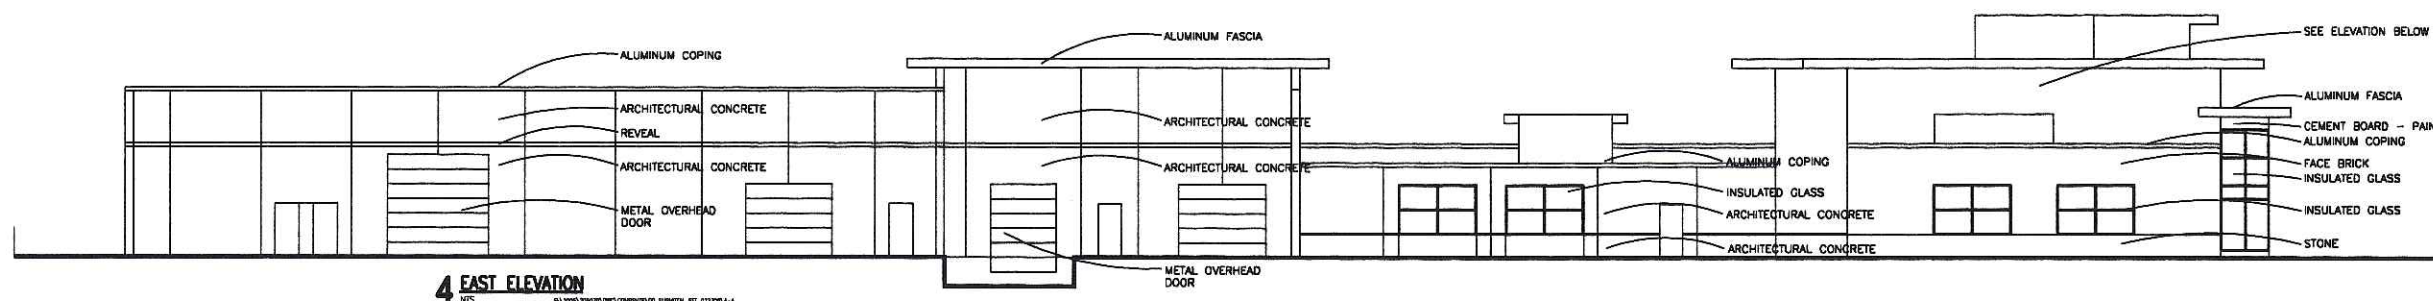 ALUMINUM COPING
ARCHITECTURAL CONCRETE
REVEAL
ARCHITECTURAL CONCRETE
METAL OVERHEAD
DOOR
ALUMINUM FASCIA
ARCHITECTURAL CONCRETE
ARCHITECTURAL CONCRETE
METAL OVERHEAD
DOOR
ALUMINUM COPING
INSULATED GLASS
ARCHITECTURAL CONCRETE
ARCHITECTURAL CONCRETE
SEE ELEVATION BELOW
ALUMINUM FASCIA
CEMENT BOARD - PAIN
ALUMINUM COPING
FACE BRICK
INSULATED GLASS
INSULATED GLASS
STONE
4 EAST ELEVATION
NTS